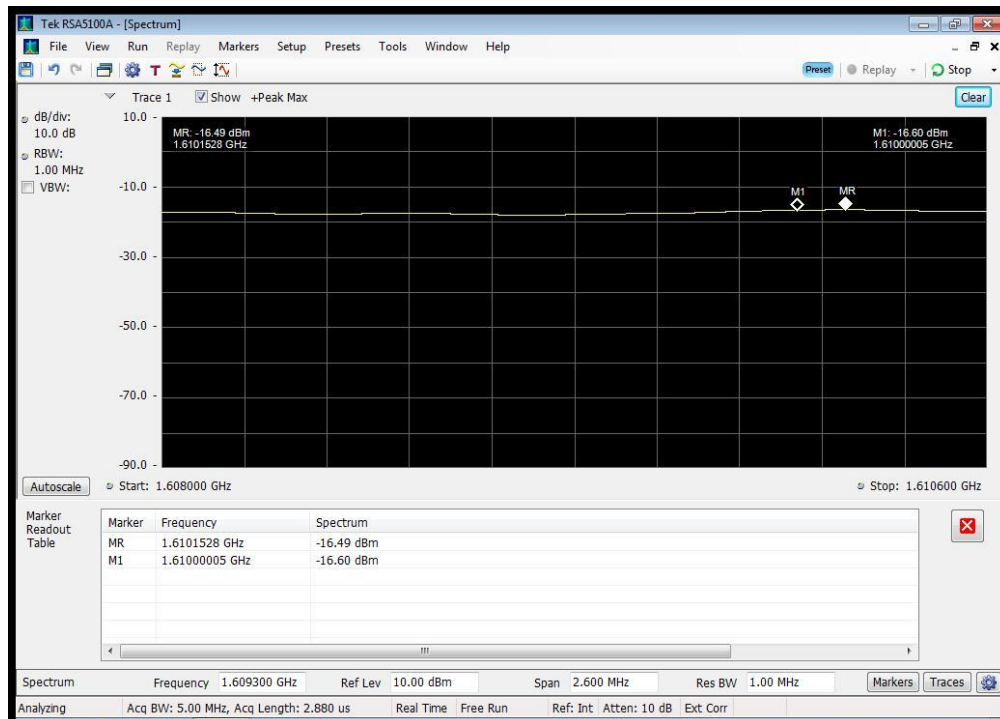 Tek RSA5100A - [Spectrum]
File View Run Replay Markers Setup Presets Tools Window Help
T Preset Replay Stop
Trace 1 Show +Peak Max Clear
dB/div:
10.0 dB
RBW:
1.00 MHz
VBW:
10.0 -
-10.0 -
-30.0 -
-50.0 -
-70.0 -
-90.0 -
MR: -16.49 dBm
1.6101528 GHz
M1: -16.60 dBm
1.61000005 GHz
M1 MR
Autoscale Start: 1.608000 GHz Stop: 1.610600 GHz
Marker
Readout
Table
Marker Frequency Spectrum
MR 1.6101528 GHz -16.49 dBm
M1 1.61000005 GHz -16.60 dBm
Spectrum Frequency 1.609300 GHz Ref Lev 10.00 dBm Span 2.600 MHz Res BW 1.00 MHz Markers Traces
Analyzing Acq BW: 5.00 MHz, Acq Length: 2.880 us Real Time Free Run Ref: Int Atten: 10 dB Ext Corr